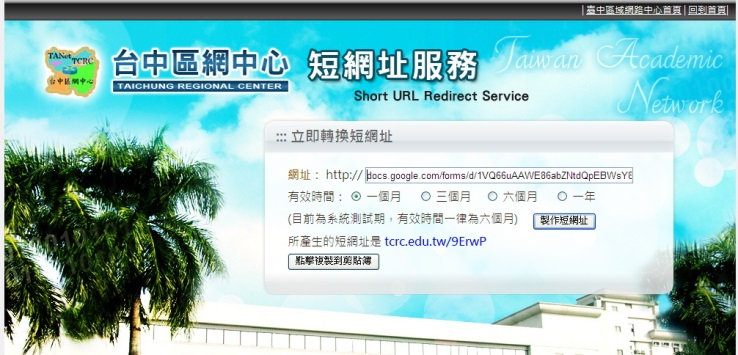 | 臺中區域網路中心首頁 | 回到首頁|
TANet
TCRC
台中區網中心
台中區網中心
TAICHUNG REGIONAL CENTER
短網址服務
Short URL Redirect Service
Taiwan Academic
Network
::: 立即轉換短網址
網址： http:// docs.google.com/forms/d/1VQ66uAAWE86abZNtdQpEBWsY8
有效時間： 一個月 三個月 六個月 一年
(目前為系統測試期，有效時間一律為六個月) 製作短網址
所產生的短網址是 tcrc.edu.tw/9ErwP
點擊複製到剪貼簿